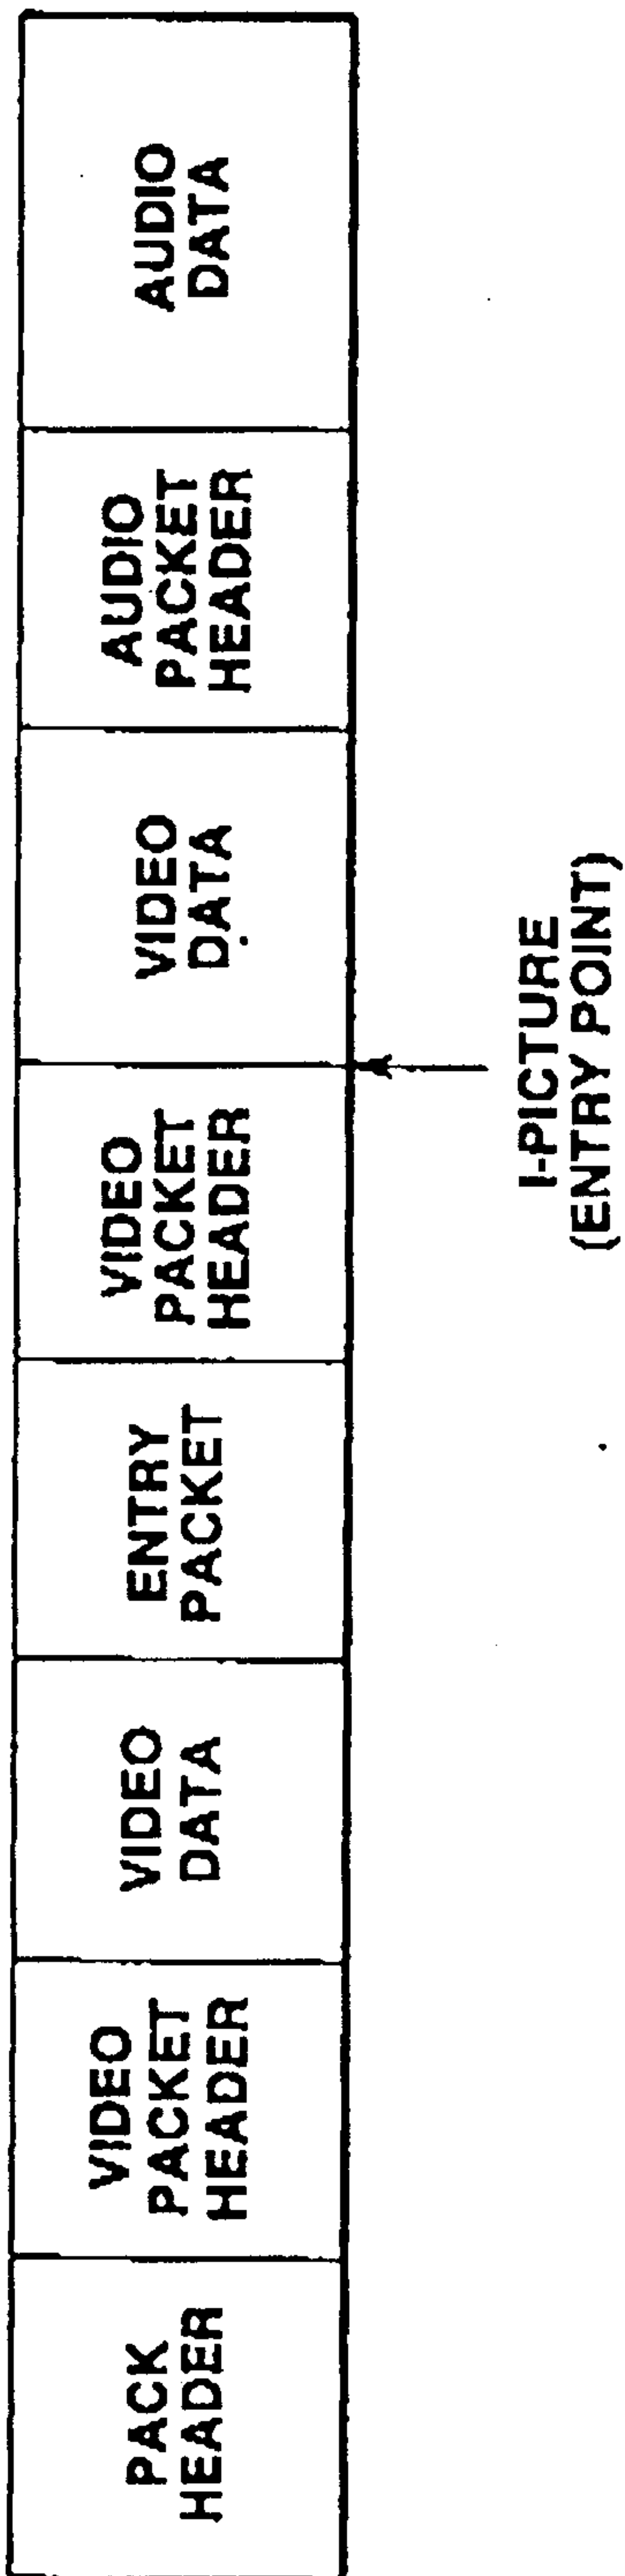 PACK
HEADER
VIDEO
PACKET
HEADER
VIDEO
DATA
ENTRY
PACKET
VIDEO
PACKET
HEADER
VIDEO
DATA
AUDIO
PACKET
HEADER
AUDIO
DATA
I-PICTURE
(ENTRY POINT)